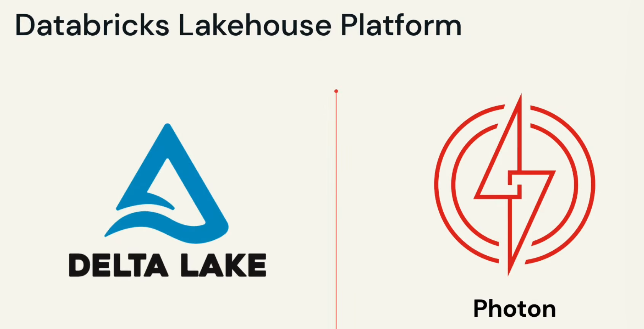 Databricks Lakehouse Platform
DELTA LAKE
Photon